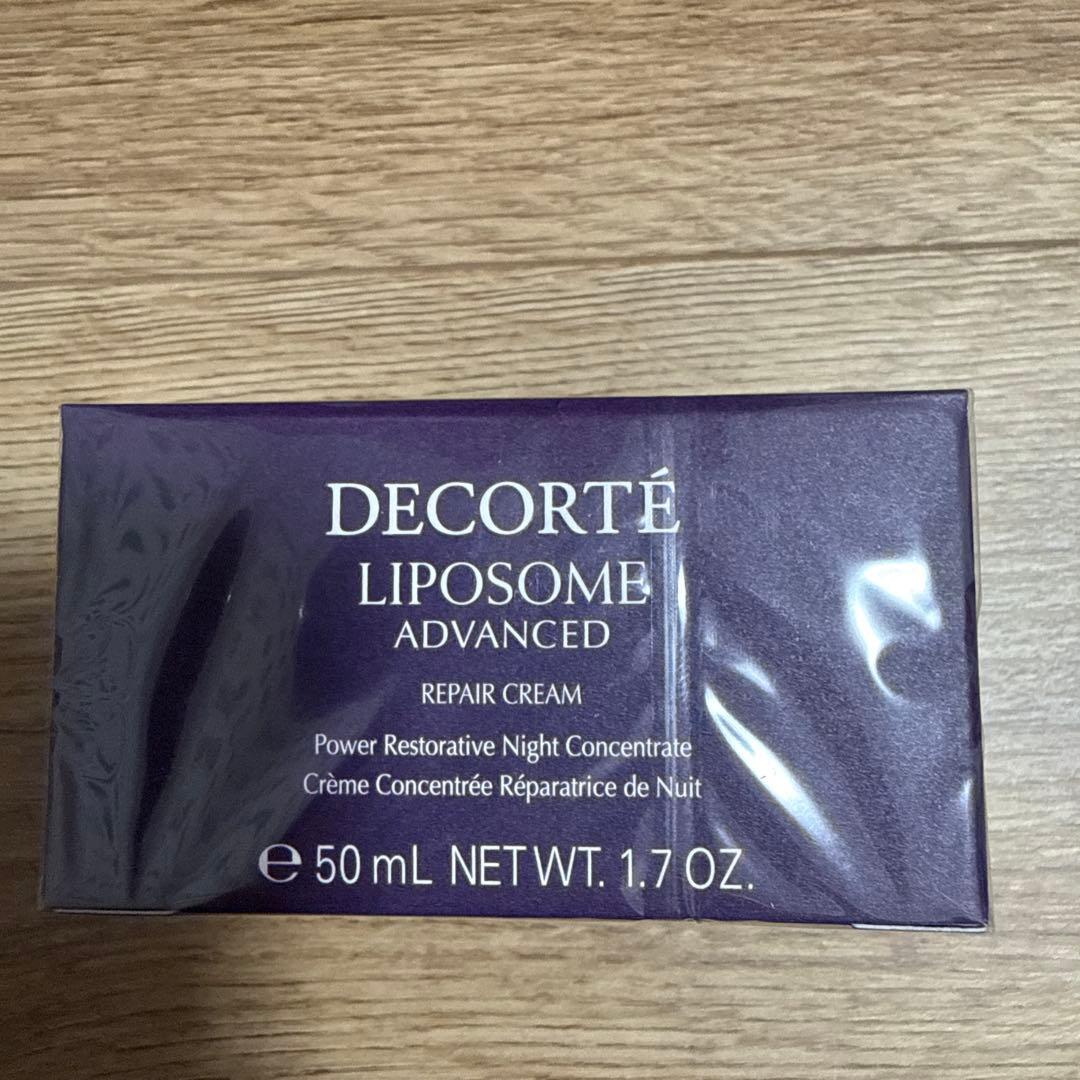 DECORTÉ
LIPOSOME
ADVANCED
REPAIR CREAM
Power Restorative Night Concentrate
Crème Concentrée Réparatrice de Nuit
℮ 50 mL NET WT. 1.7 OZ.